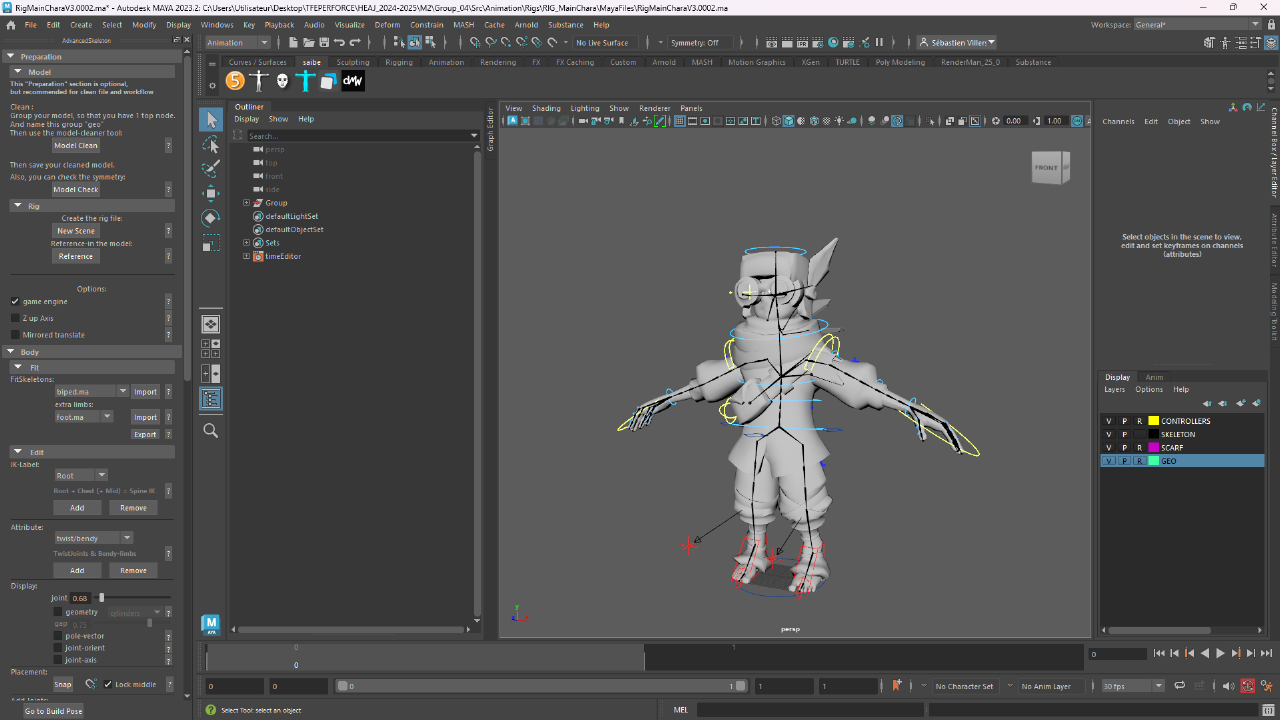 RigMainCharaV3.0002.ma* - Autodesk MAYA 2023.2: C:\Users\Utilisateur\Desktop\TFEPERFORCE\HEAJ_2024-2025\M2\Group_04\Src\Animation\Rigs\RIG_MainChara\MayaFiles\RigMainCharaV3.0002.ma
File Edit Create Select Modify Display Windows Skeleton Skin Deform Constrain Control Cache Playback Audio Visualize Deform Constrain MASH Cache Arnold Substance Help
Workspace: General*
Animation
No Live Surface
Symmetry: Off
Sébastien Viller
AdvancedSkeleton
Curves / Surfaces saibe Sculpting Rigging Animation Rendering FX FX Caching Custom Arnold MASH Motion Graphics XGen TURTLE Poly Modeling RenderMan_25_0 Substance
5
DMW
Preparation
Model
This "Preparation" section is optional,
but recommended for clean file and workflow
Clean :
Group your model, so that you have 1 top node.
And name this group "geo"
Then use the model-cleaner tool:
Model Clean ?
Then save your cleaned model.
Also, you can check the symmetry:
Model Check ?
Rig
Create the rig file:
New Scene ?
Reference-in the model:
Reference ?
Options:
game engine ?
Z up Axis ?
Mirrored translate ?
Body
Fit
FitSkeletons:
biped.ma Import
extra limbs:
foot.ma Import
Export
Edit
IK-Label:
Root ?
Root + Chest (+ Mid) = Spine IK ?
Add Remove
Attribute:
twist/bendy ?
TwistJoints & Bendy-limbs ?
Add Remove
Display:
joint 0.68
geometry cylinders ?
gap 0.75
pole-vector ?
joint-orient ?
joint-axis ?
Placement:
Snap Lock middle ?
Go to Build Pose
Outliner
Display Show Help
Search...
persp
top
front
side
Group
defaultLightSet
defaultObjectSet
Sets
timeEditor
MAYA
Graph Editor
View Shading Lighting Show Renderer Panels
0.00 1.00
FRONT
persp
Channels Edit Object Show
Select objects in the scene to view,
edit and set keyframes on channels
(attributes)
Channel Box / Layer Editor
Attribute Editor
Modeling Toolkit
Display Anim
Layers Options Help
V P R CONTROLLERS
V P SKELETON
V P R SCARF
V P R GEO
0 1
0
0
0 0 0 1 1 1
No Character Set
No Anim Layer
30 fps
Select Tool: select an object
MEL